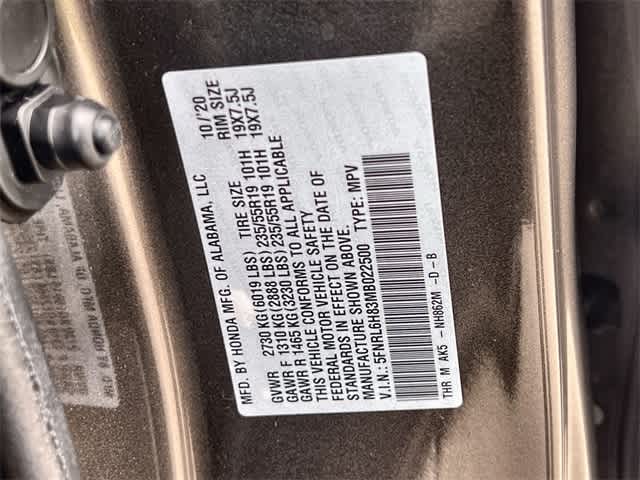 MFD. BY HONDA MFG. OF ALABAMA, LLC 10/'20
GVWR 2730 KG(6019 LBS) TIRE SIZE RIM SIZE
GAWR F 1310 KG(2888 LBS) 235/55R19 101H 19X7.5J
GAWR R 1465 KG(3230 LBS) 235/55R19 101H 19X7.5J
THIS VEHICLE CONFORMS TO ALL APPLICABLE
FEDERAL MOTOR VEHICLE SAFETY
STANDARDS IN EFFECT ON THE DATE OF
MANUFACTURE SHOWN ABOVE.
V.I.N.: 5FNRL6H83MB022500 TYPE: MPV
THR M AK5 - NH862M -D -B